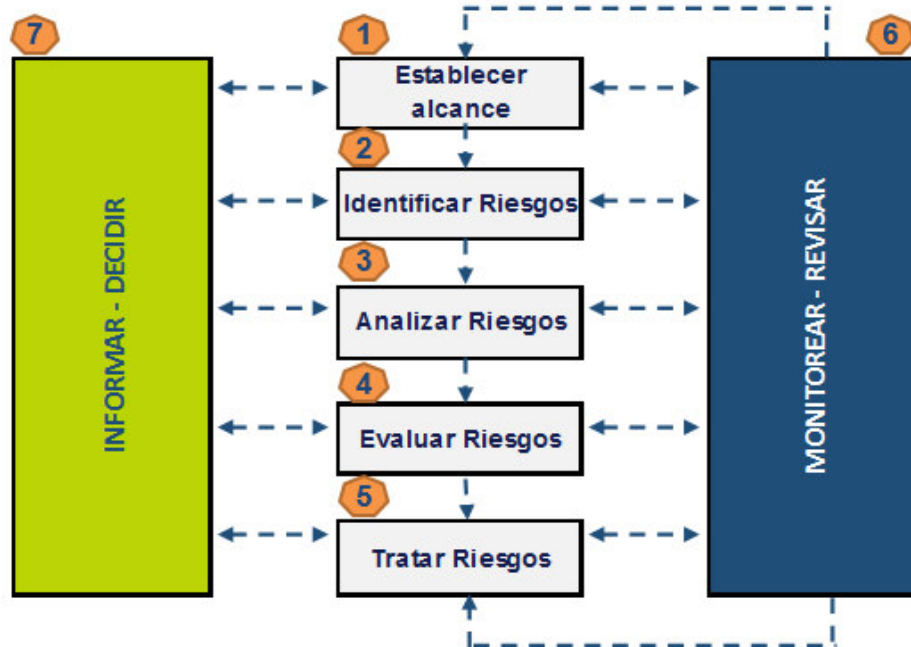 7
1
6
Establecer
alcance
2
Identificar Riesgos
3
Analizar Riesgos
4
Evaluar Riesgos
5
Tratar Riesgos
INFORMAR - DECIDIR
MONITOREAR - REVISAR